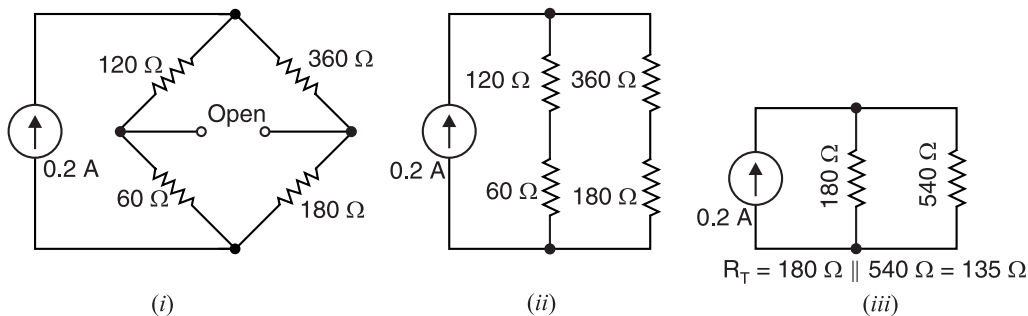 120 Ω
360 Ω
Open
0.2 A
60 Ω
180 Ω
(i)
120 Ω
360 Ω
0.2 A
60 Ω
180 Ω
(ii)
180 Ω
540 Ω
0.2 A
R_T = 180 Ω || 540 Ω = 135 Ω
(iii)